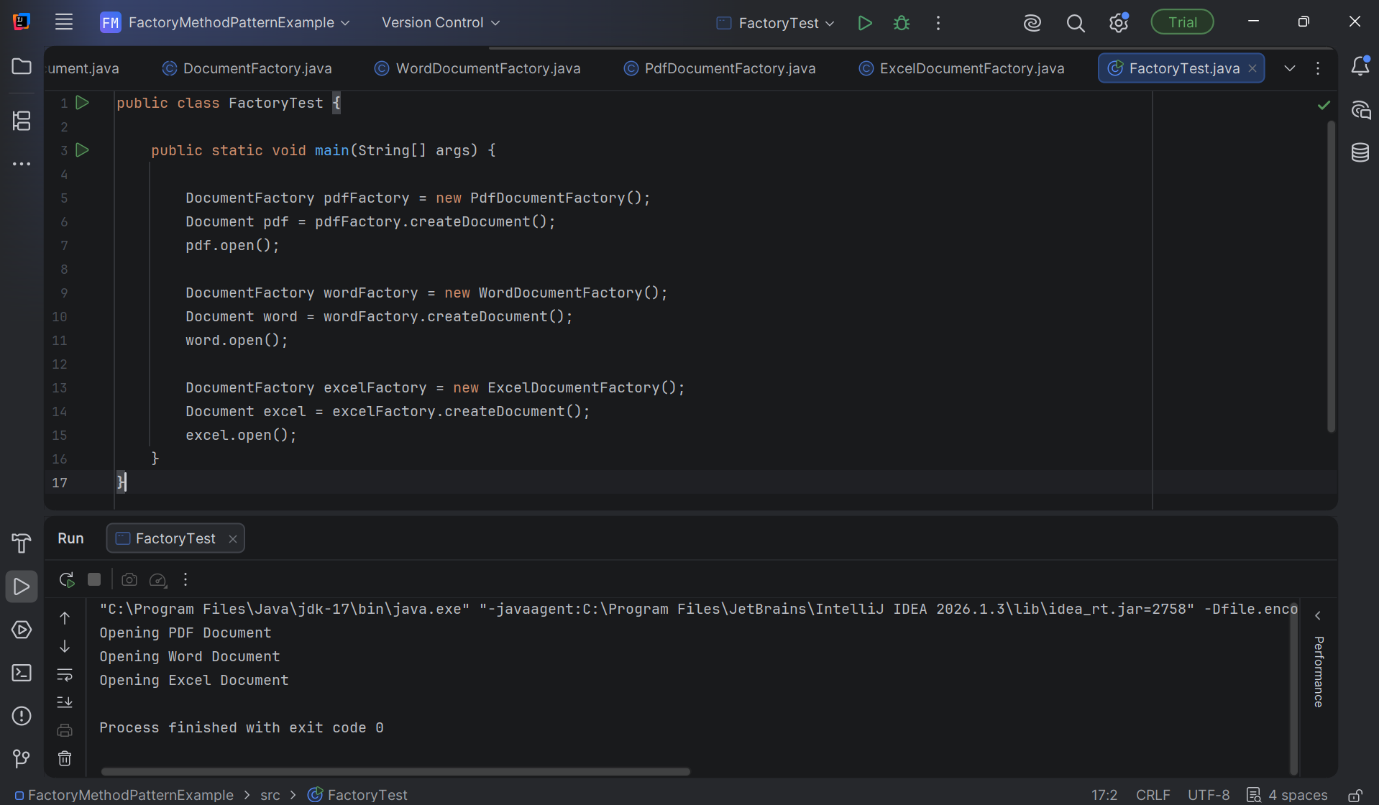 FM FactoryMethodPatternExample Version Control FactoryTest Trial
ument.java DocumentFactory.java WordDocumentFactory.java PdfDocumentFactory.java ExcelDocumentFactory.java FactoryTest.java
1 public class FactoryTest {
2
3 public static void main(String[] args) {
4
5 DocumentFactory pdfFactory = new PdfDocumentFactory();
6 Document pdf = pdfFactory.createDocument();
7 pdf.open();
8
9 DocumentFactory wordFactory = new WordDocumentFactory();
10 Document word = wordFactory.createDocument();
11 word.open();
12
13 DocumentFactory excelFactory = new ExcelDocumentFactory();
14 Document excel = excelFactory.createDocument();
15 excel.open();
16 }
17 }
Run FactoryTest
"C:\Program Files\Java\jdk-17\bin\java.exe" "-javaagent:C:\Program Files\JetBrains\IntelliJ IDEA 2026.1.3\lib\idea_rt.jar=2758" -Dfile.enco
Opening PDF Document
Opening Word Document
Opening Excel Document
Process finished with exit code 0
Performance
FactoryMethodPatternExample > src > FactoryTest 17:2 CRLF UTF-8 4 spaces